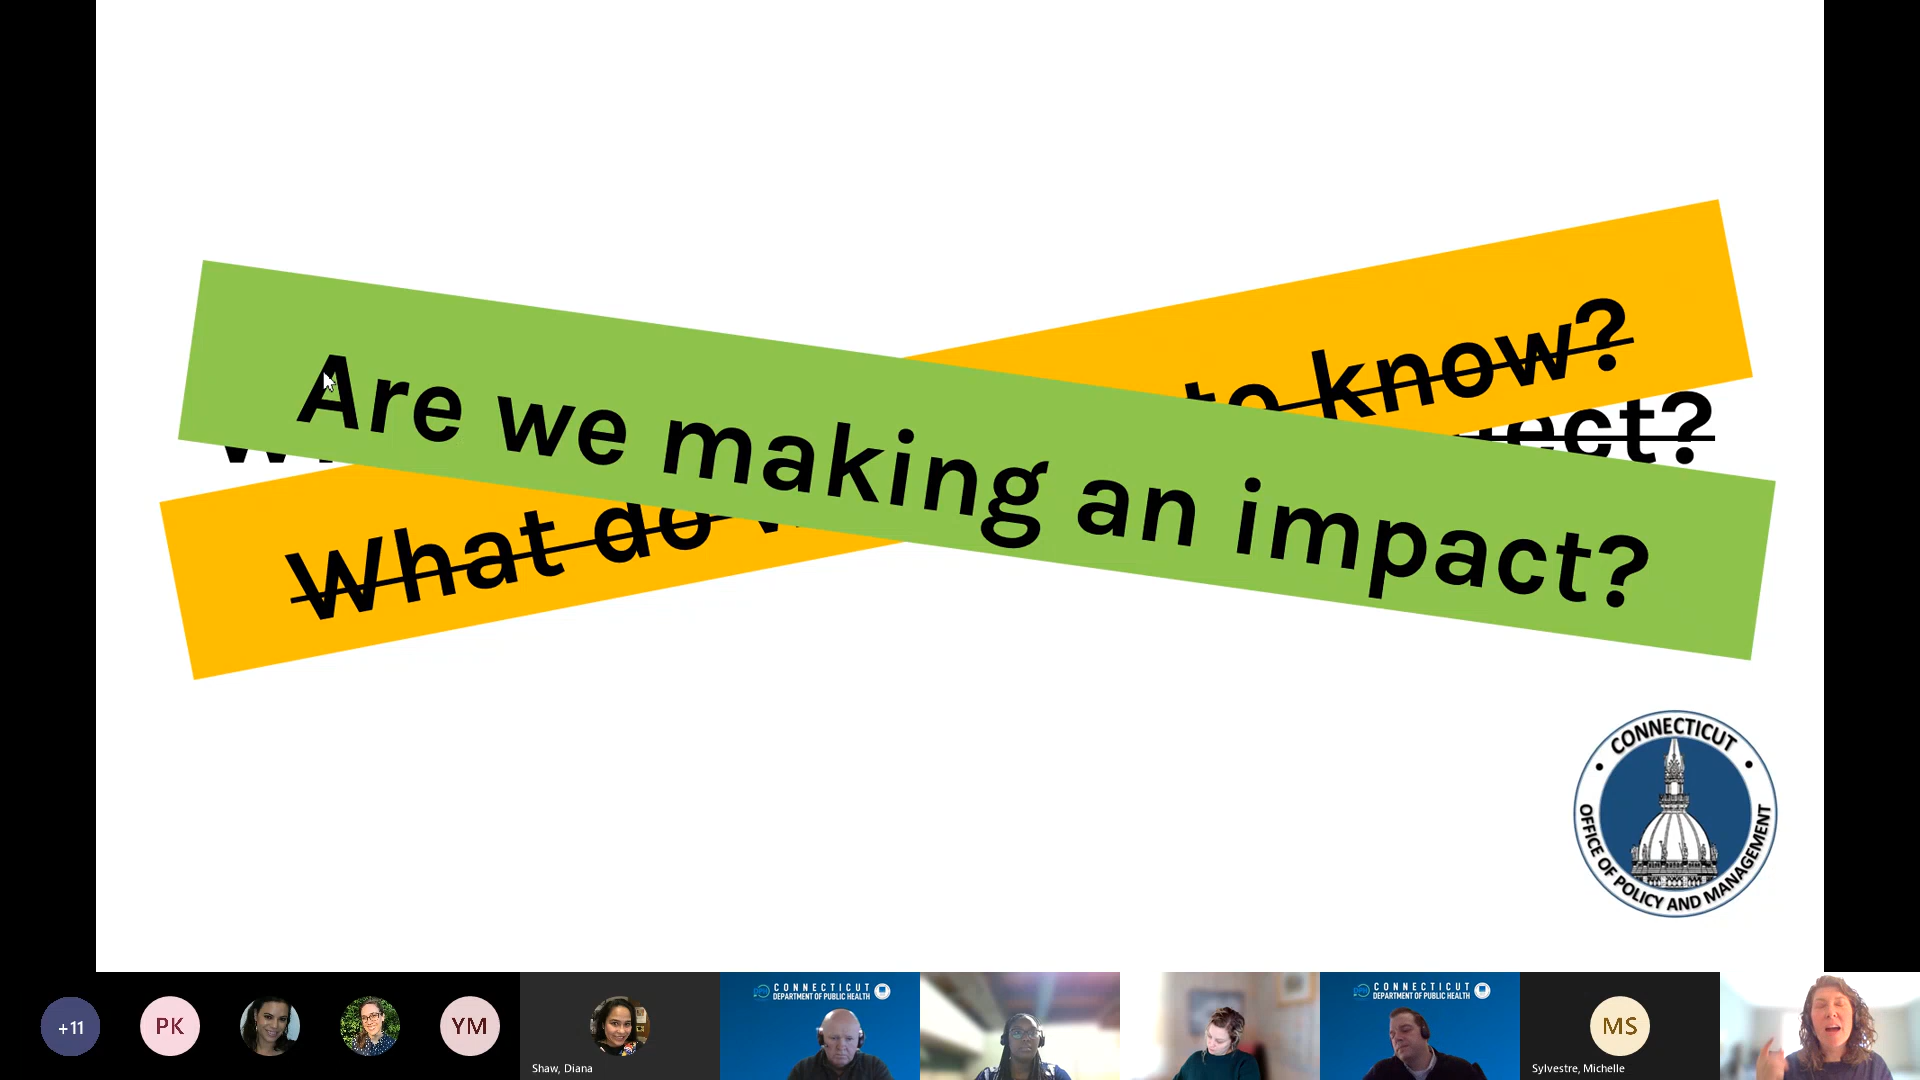 Are we making an impact?
to know?
What do
ect?
CONNECTICUT
OFFICE OF POLICY AND MANAGEMENT
+11
PK
YM
Shaw, Diana
CONNECTICUT
DEPARTMENT OF PUBLIC HEALTH
CONNECTICUT
DEPARTMENT OF PUBLIC HEALTH
MS
Sylvestre, Michelle